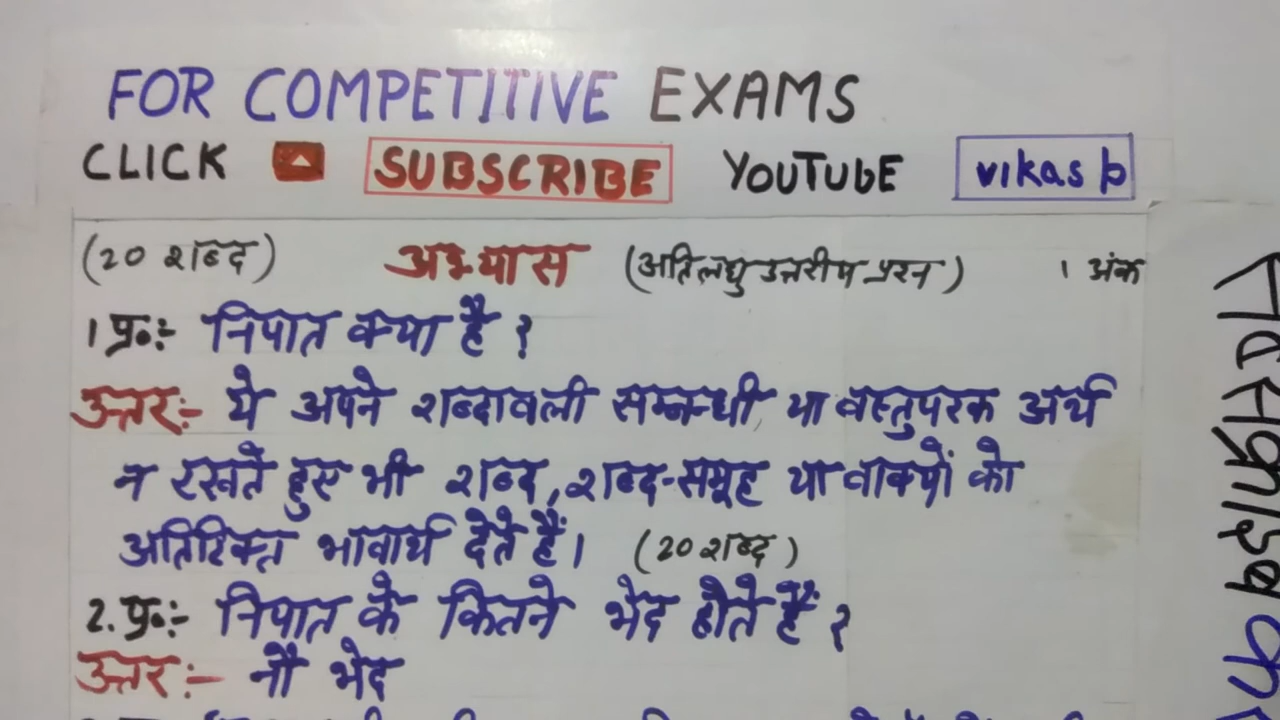 FOR COMPETITIVE EXAMS
CLICK SUBSCRIBE YOUTUBE vikas b
(20 शब्द) अभ्यास (अतिलघु उत्तरीय प्रश्न) 1 अंक
1 प्र०:- निपात क्या है ?
उत्तर:- ये अपने शब्दावली सम्बन्धी या वस्तुपरक अर्थ
न रखते हुए भी शब्द, शब्द-समूह या वाक्यों को
अतिरिक्त भावार्थ देते हैं। (20 शब्द)
2. प्र०:- निपात के कितने भेद होते हैं ?
उत्तर:- नौ भेद